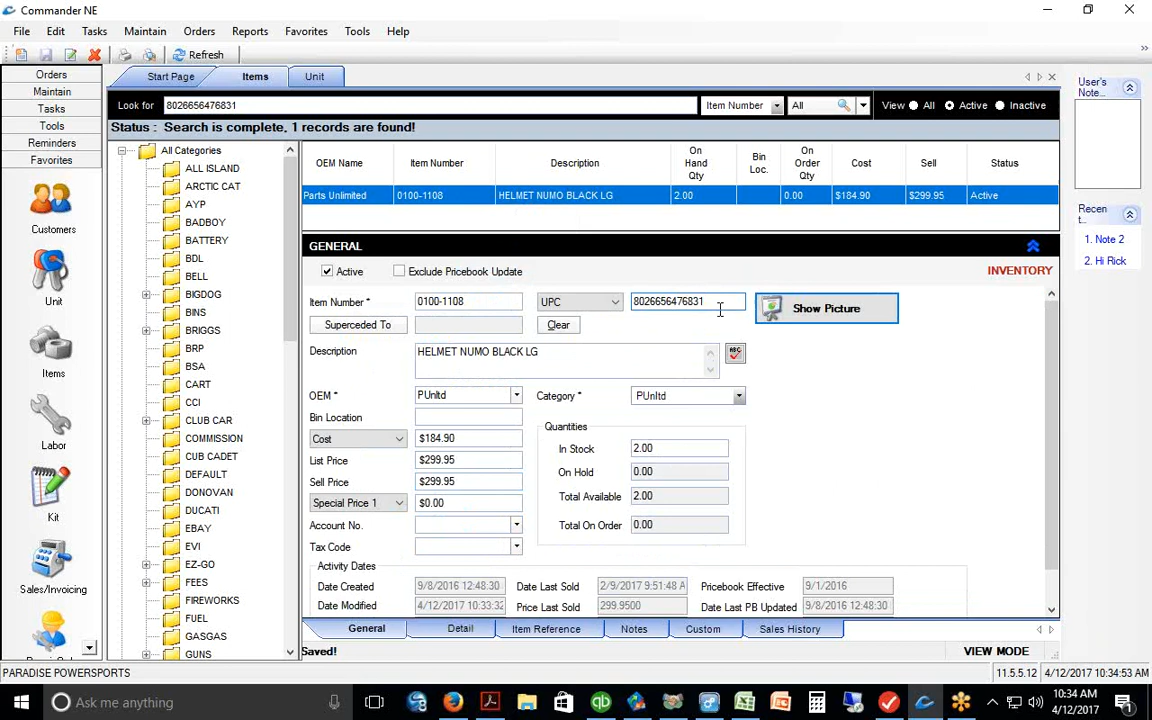 Commander NE
File Edit Tasks Maintain Orders Reports Favorites Tools Help
Refresh
Start Page Items Unit
Look for 8026656476831 Item Number All View All Active Inactive
Status : Search is complete, 1 records are found!
Orders
Maintain
Tasks
Tools
Reminders
Favorites
Customers
Unit
Items
Labor
Kit
Sales/Invoicing
All Categories
ALL ISLAND
ARCTIC CAT
AYP
BADBOY
BATTERY
BDL
BELL
BIGDOG
BINS
BRIGGS
BRP
BSA
CART
CCI
CLUB CAR
COMMISSION
CUB CADET
DEFAULT
DONOVAN
DUCATI
EBAY
EVI
EZ-GO
FEES
FIREWORKS
FUEL
GASGAS
GUNS
OEM Name Item Number Description On Hand Qty Bin Loc. On Order Qty Cost Sell Status
Parts Unlimited 0100-1108 HELMET NUMO BLACK LG 2.00 0.00 $184.90 $299.95 Active
GENERAL
Active Exclude Pricebook Update INVENTORY
Item Number * 0100-1108 UPC 8026656476831 Show Picture
Superceded To Clear
Description HELMET NUMO BLACK LG ABC
OEM * PUnltd Category * PUnltd
Bin Location Quantities
Cost $184.90 In Stock 2.00
List Price $299.95 On Hold 0.00
Sell Price $299.95 Total Available 2.00
Special Price 1 $0.00
Account No. Total On Order 0.00
Tax Code
Activity Dates
Date Created 9/8/2016 12:48:30 Date Last Sold 2/9/2017 9:51:48 A Pricebook Effective 9/1/2016
Date Modified 4/12/2017 10:33:32 Price Last Sold 299.9500 Date Last PB Updated 9/8/2016 12:48:30
General Detail Item Reference Notes Custom Sales History
Saved! VIEW MODE
User's
Note...
Recen
t...
1. Note 2
2. Hi Rick
PARADISE POWERSPORTS 11.5.5.12 4/12/2017 10:34:53 AM
Ask me anything 10:34 AM
4/12/2017
1